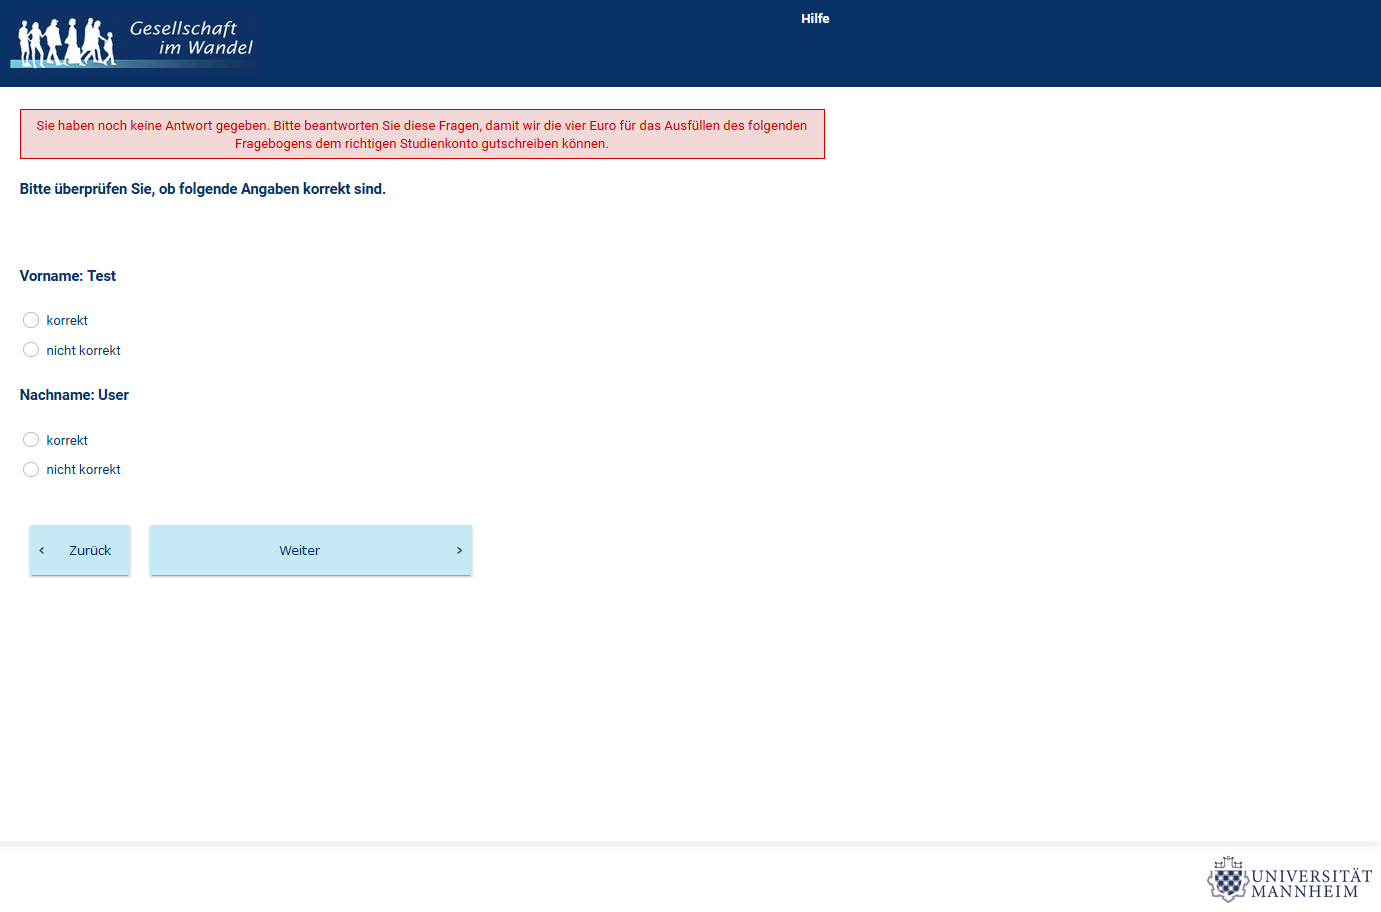 Gesellschaft
im Wandel
Hilfe
Sie haben noch keine Antwort gegeben. Bitte beantworten Sie diese Fragen, damit wir die vier Euro für das Ausfüllen des folgenden
Fragebogens dem richtigen Studienkonto gutschreiben können.
Bitte überprüfen Sie, ob folgende Angaben korrekt sind.
Vorname: Test
korrekt
nicht korrekt
Nachname: User
korrekt
nicht korrekt
‹ Zurück
Weiter ›
UNIVERSITÄT
MANNHEIM